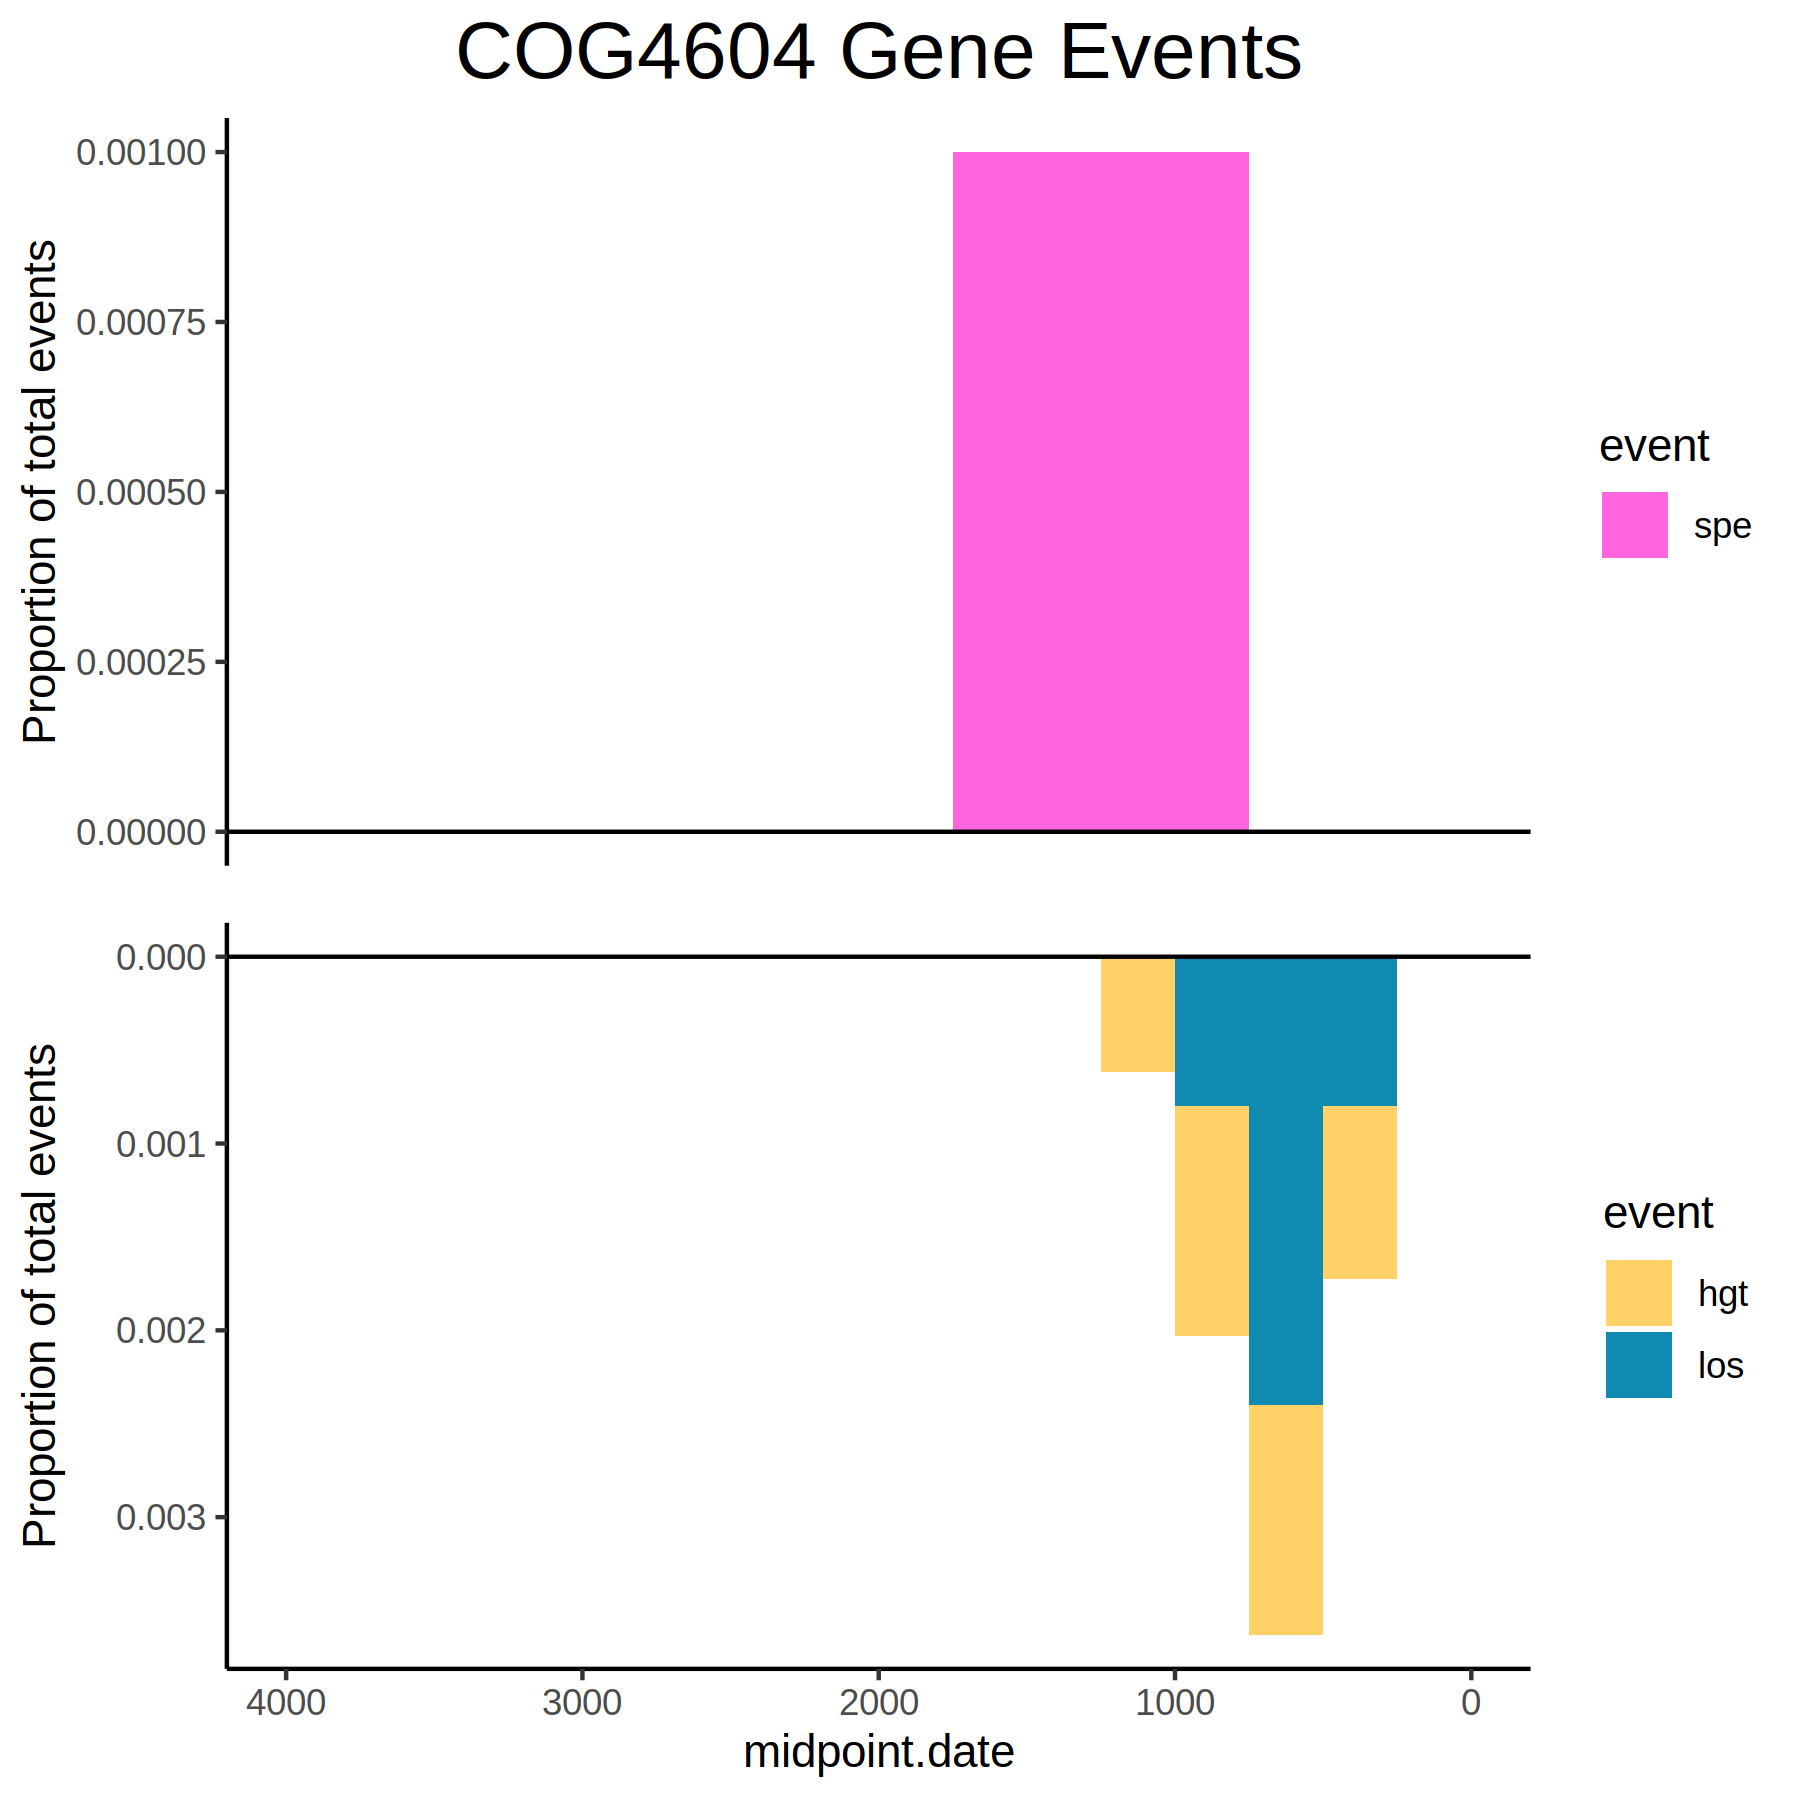 COG4604 Gene Events
Proportion of total events
0.00100
0.00075
0.00050
0.00025
0.00000
event
spe
Proportion of total events
0.000
0.001
0.002
0.003
event
hgt
los
4000 3000 2000 1000 0
midpoint.date